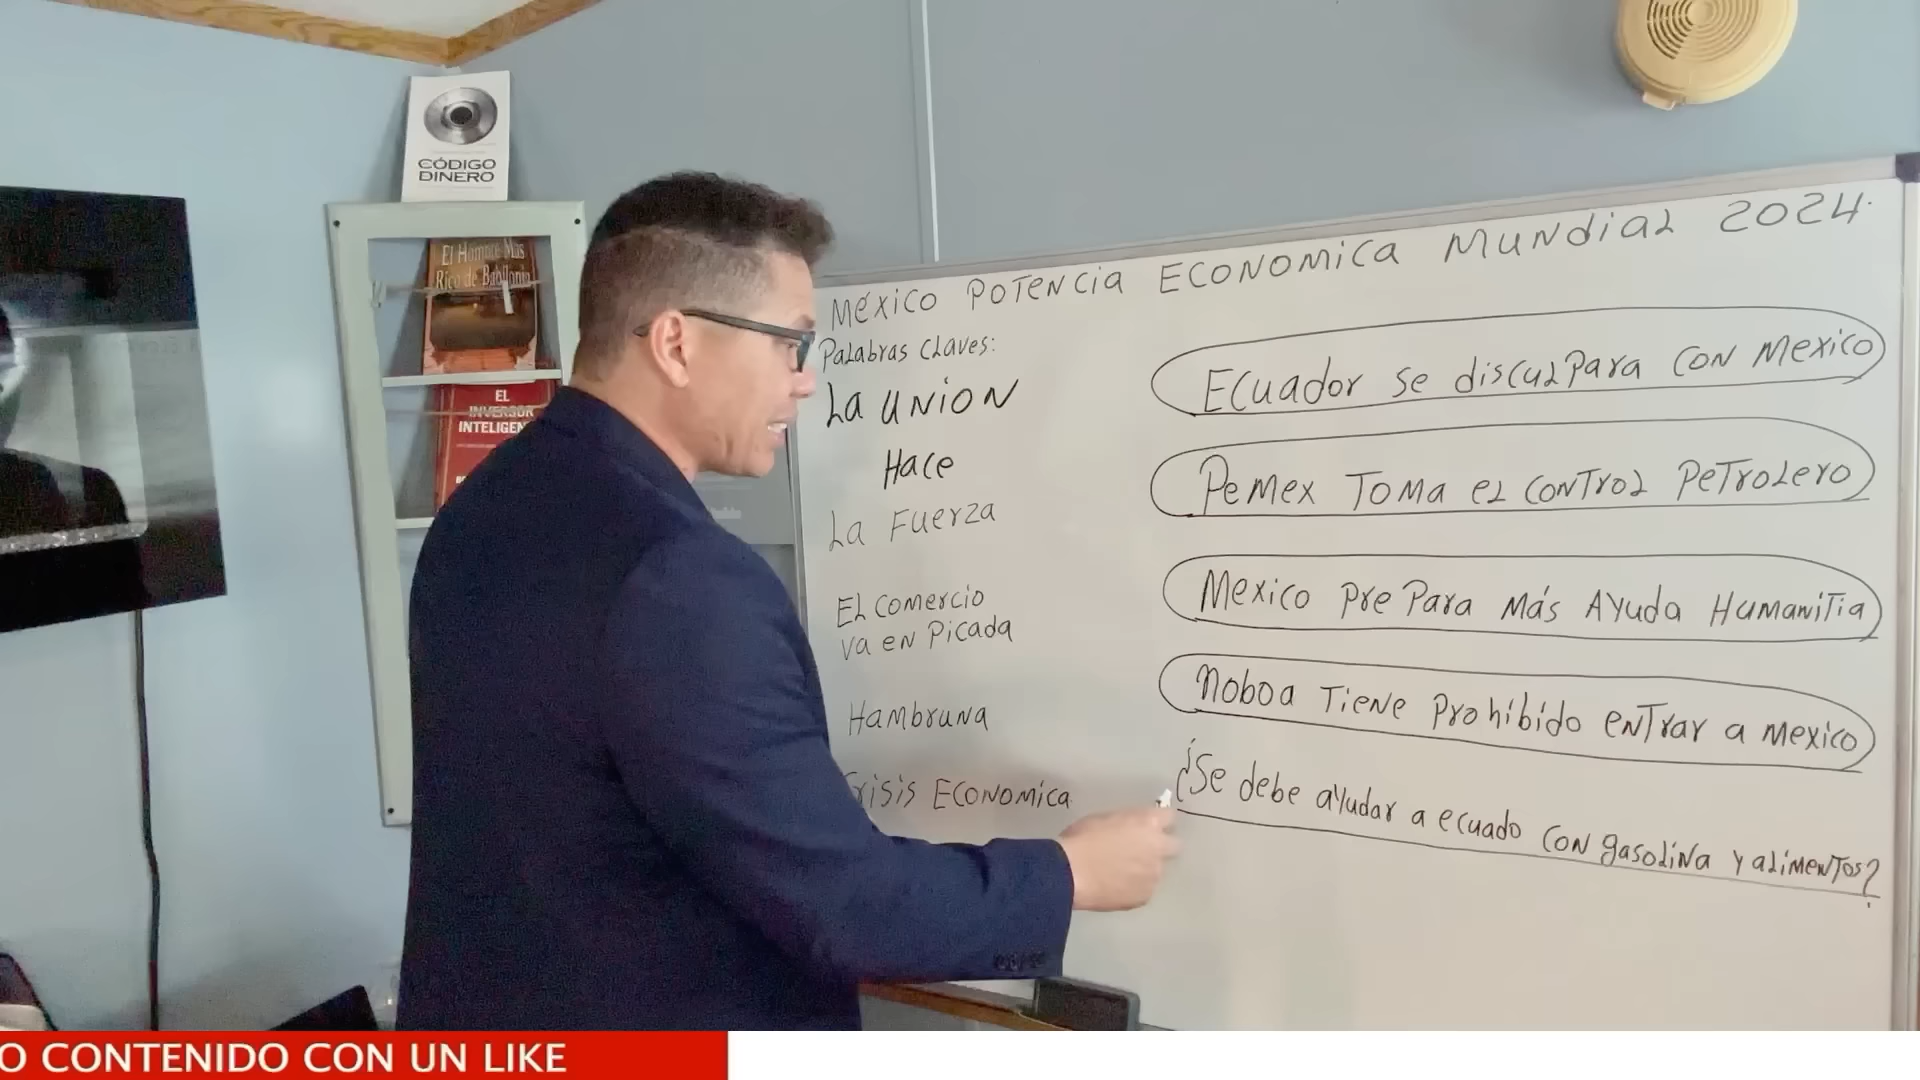 CÓDIGO
DINERO
El Hombre Más
Rico de Babilonia
EL
INVERSOR
MéXico POTENCia ECONOMica MUNdial 2024.
PaLabras CLaves:
La UNiON
Hace
La Fuerza
EL comercio
va en Picada
Hambruna
Crisis ECONOMica
Ecuador se disculPara CON Mexico
PeMex TOMA el CONTrol PeTrolero
Mexico PrePara Más Ayuda HumaniTia
Noboa Tiene Prohibido eNTrar a mexico
¿Se debe ayudar a ecuado CON gasoliNa y alimeNTos?
O CONTENIDO CON UN LIKE